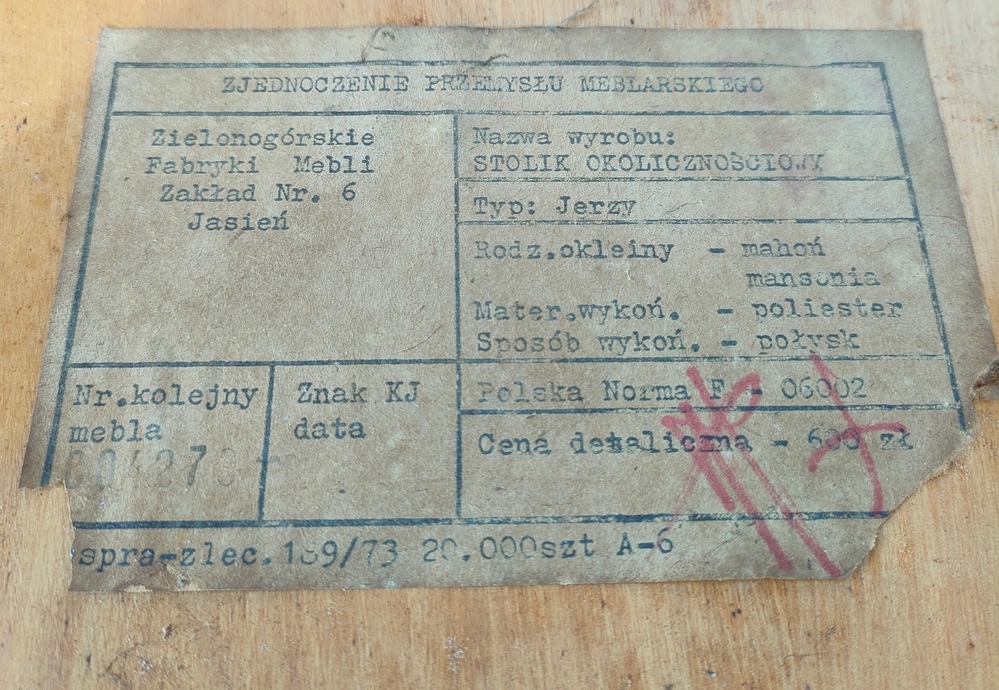 ZJEDNOCZENIE PRZEMYSŁU MEBLARSKIEGO
Zielonogórskie
Fabryki Mebli
Zakład Nr. 6
Jasień
Nazwa wyrobu:
STOLIK OKOLICZNOŚCIOWY
Typ: Jerzy
Rodz.okleiny - mahoń
mansonia
Mater.wykoń. - poliester
Sposób wykoń. - połysk
Nr.kolejny
mebla
Znak KJ
data
Polska Norma F - 06002
Cena detaliczna - zł
spra-zlec. 20.000szt A-6